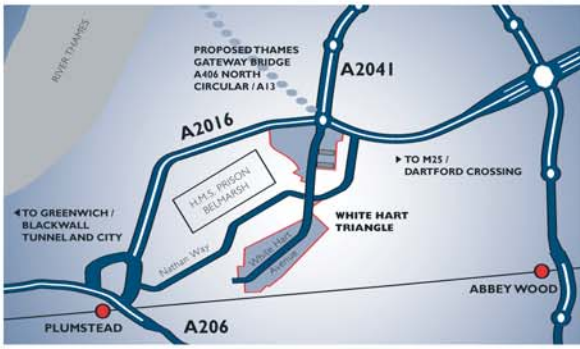 RIVER THAMES
PROPOSED THAMES
GATEWAY BRIDGE
A406 NORTH
CIRCULAR / A13
A2041
A2016
H.M.S. PRISON
BELMARSH
TO M25 /
DARTFORD CROSSING
TO GREENWICH /
BLACKWALL
TUNNEL AND CITY
WHITE HART
TRIANGLE
Nathan Way
White Hart
Avenue
ABBEY WOOD
PLUMSTEAD
A206